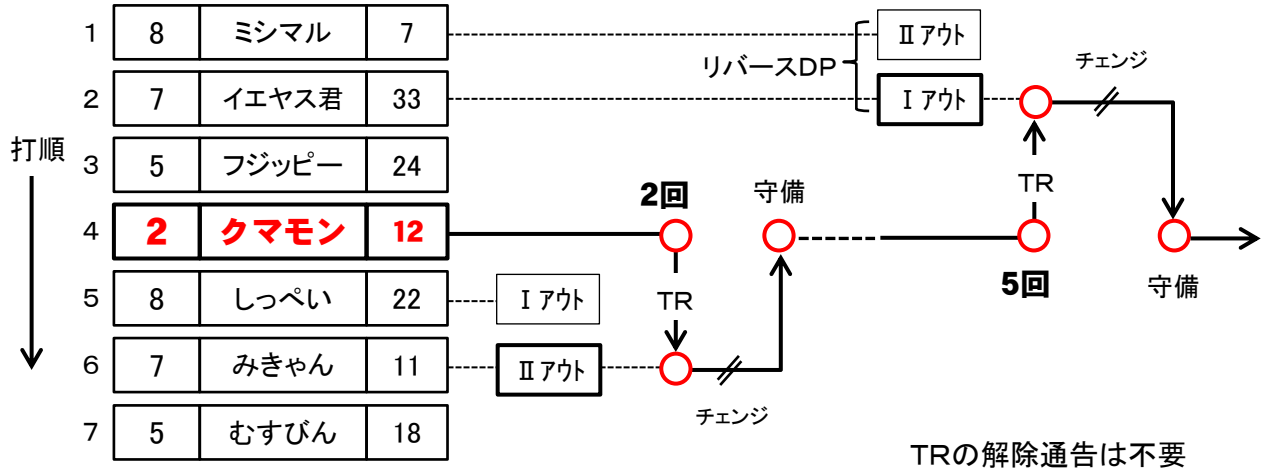 1 8 ミシマル 7
Ⅱアウト
リバースDP
チェンジ
2 7 イエヤス君 33
Ⅰアウト
打順
3 5 フジッピー 24
2回
守備
TR
4 2 クマモン 12
5 8 しっぺい 22
Ⅰアウト
TR
5回
守備
6 7 みきゃん 11
Ⅱアウト
チェンジ
7 5 むすびん 18
TRの解除通告は不要